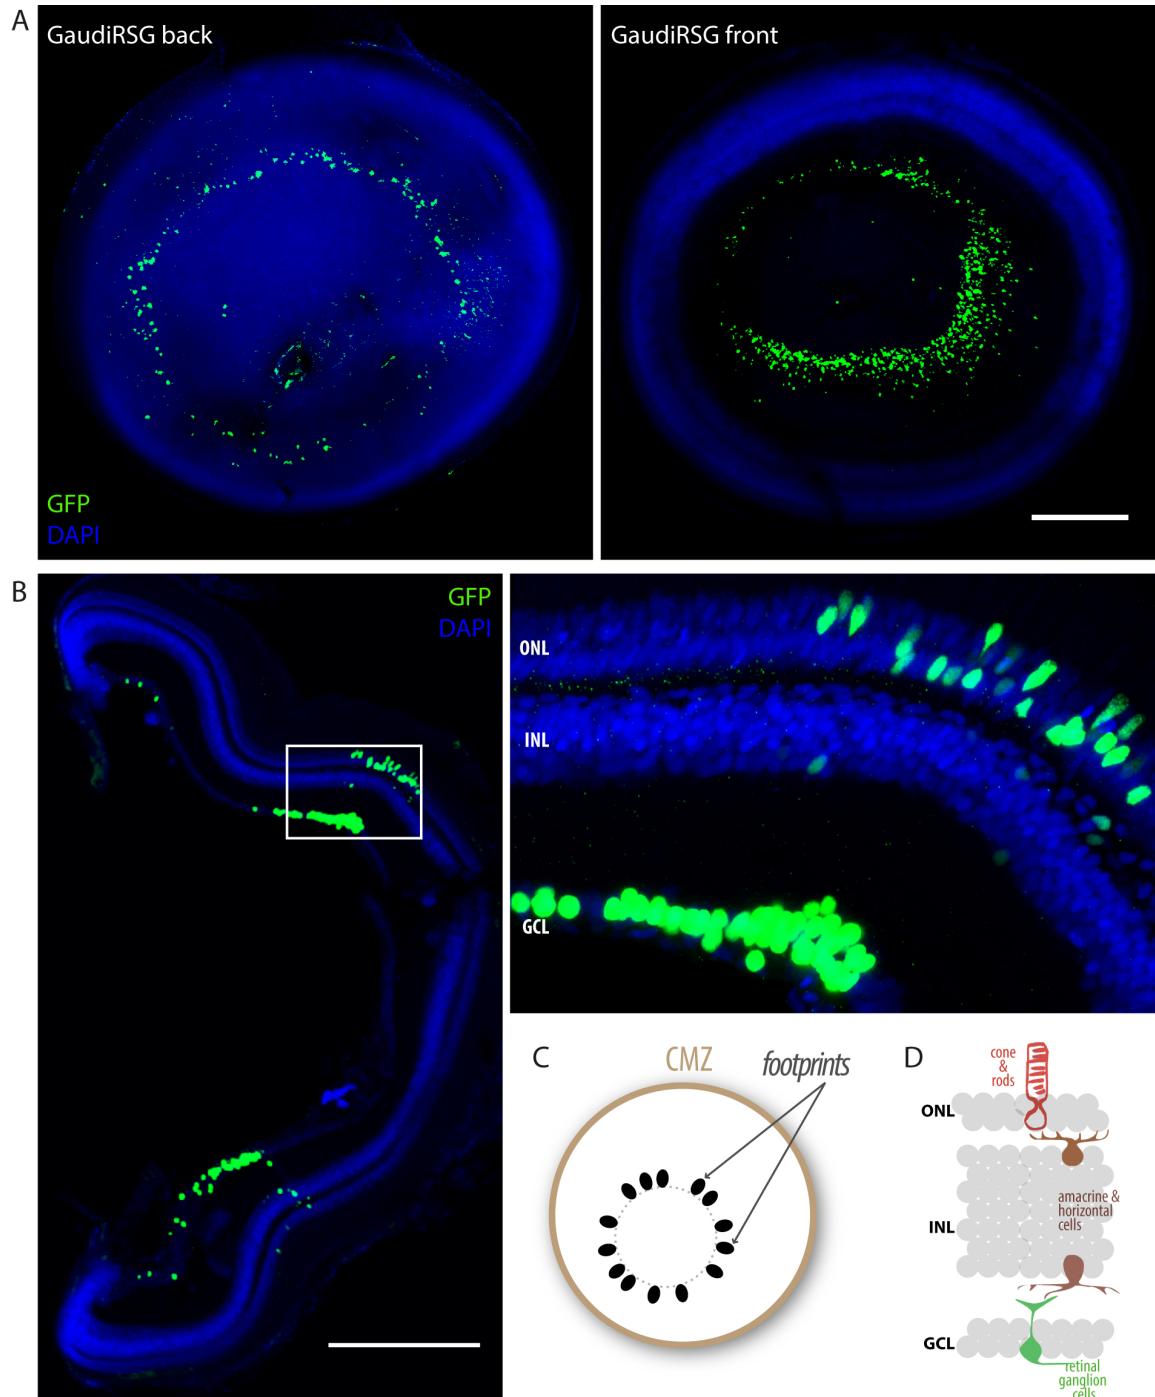 A
GaudiRSG back
GaudiRSG front
GFP
DAPI
B
GFP
DAPI
ONL
INL
GCL
C
CMZ
footprints
D
cone
&
rods
ONL
amacrine &
horizontal
cells
INL
GCL
retinal
ganglion
cells